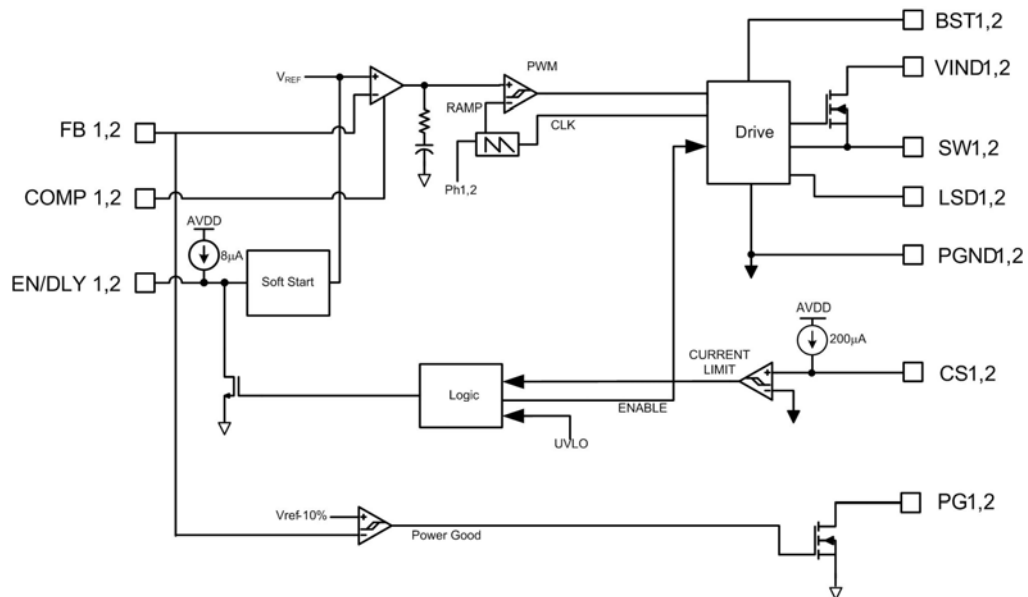 BST1,2
VREF
PWM
VIND1,2
RAMP
FB 1,2
CLK
Drive
SW1,2
Ph1,2
COMP 1,2
LSD1,2
AVDD
8µA
PGND1,2
EN/DLY 1,2
Soft Start
AVDD
200µA
CURRENT
LIMIT
CS1,2
Logic
ENABLE
UVLO
PG1,2
Vref-10%
Power Good